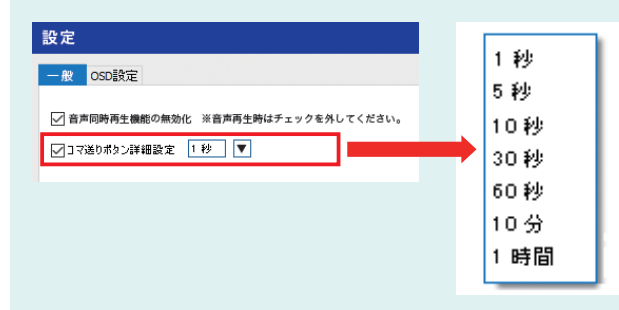 設定
一般 OSD設定
音声同時再生機能の無効化 ※音声再生時はチェックを外してください。
コマ送りボタン詳細設定 1 秒 ▼
1 秒
5 秒
10 秒
30 秒
60 秒
10 分
1 時間